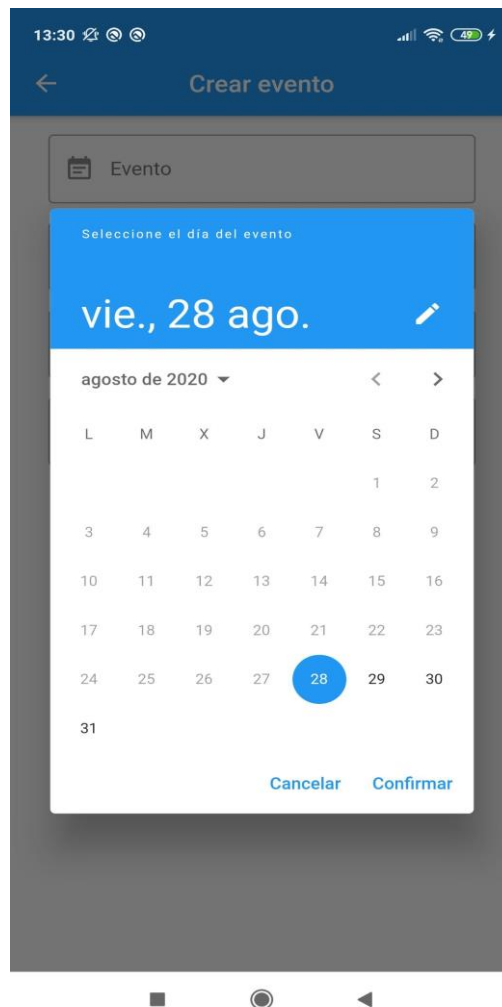 13:30 49
Crear evento
Evento
Seleccione el día del evento
vie., 28 ago.
agosto de 2020
L M X J V S D
1 2
3 4 5 6 7 8 9
10 11 12 13 14 15 16
17 18 19 20 21 22 23
24 25 26 27 28 29 30
31
Cancelar Confirmar